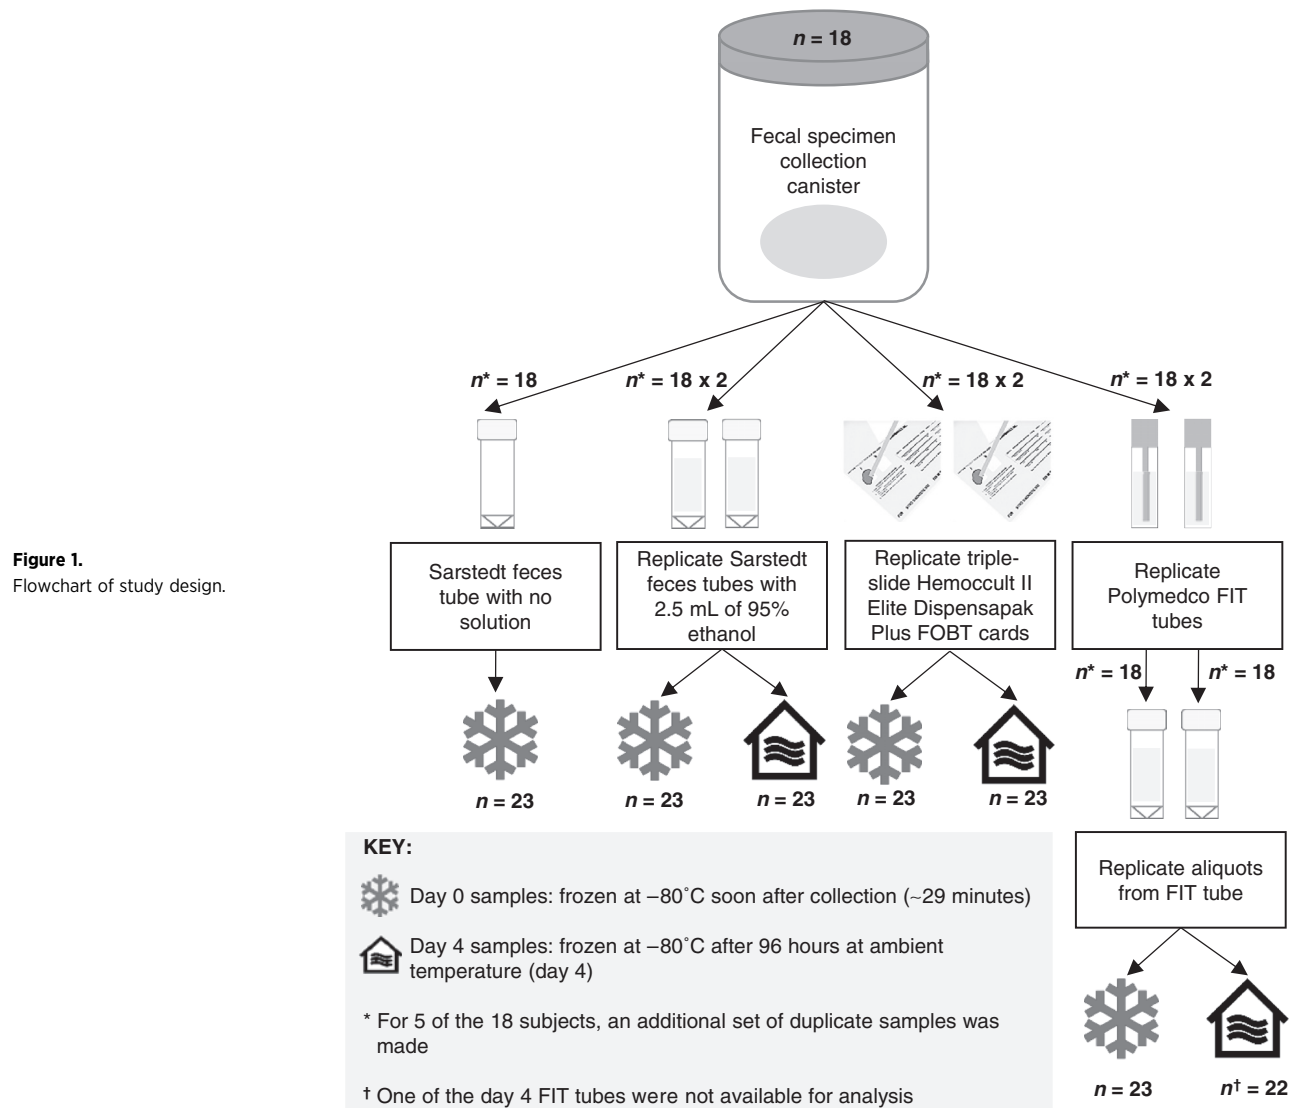 n = 18
Fecal specimen
collection
canister
n* = 18
n* = 18 x 2
n* = 18 x 2
n* = 18 x 2
Figure 1.
Flowchart of study design.
Sarstedt feces
tube with no
solution
Replicate Sarstedt
feces tubes with
2.5 mL of 95%
ethanol
Replicate triple-
slide Hemoccult II
Elite Dispensapak
Plus FOBT cards
Replicate
Polymedco FIT
tubes
n* = 18
n* = 18
n = 23
n = 23
n = 23
n = 23
n = 23
Replicate aliquots
from FIT tube
n = 23
n† = 22
KEY:
Day 0 samples: frozen at –80˚C soon after collection (~29 minutes)
Day 4 samples: frozen at –80˚C after 96 hours at ambient
temperature (day 4)
* For 5 of the 18 subjects, an additional set of duplicate samples was
made
† One of the day 4 FIT tubes were not available for analysis